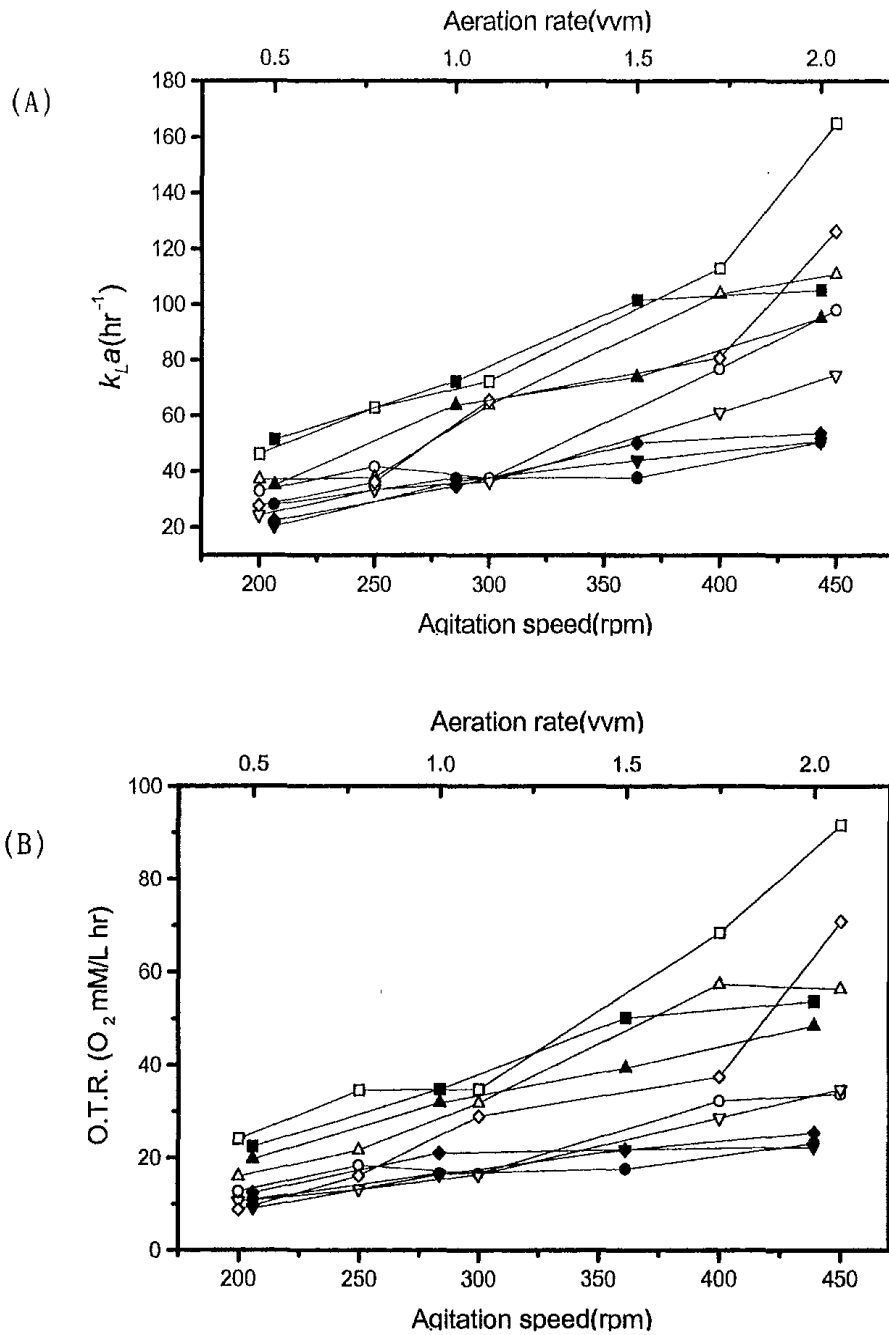 Aeration rate(vvm)
0.5 1.0 1.5 2.0
(A)
180
160
140
120
100
80
60
40
20
k_L a(hr⁻¹)
200 250 300 350 400 450
Agitation speed(rpm)
Aeration rate(vvm)
0.5 1.0 1.5 2.0
(B)
100
80
60
40
20
0
O.T.R. (O₂ mM/L hr)
200 250 300 350 400 450
Agitation speed(rpm)